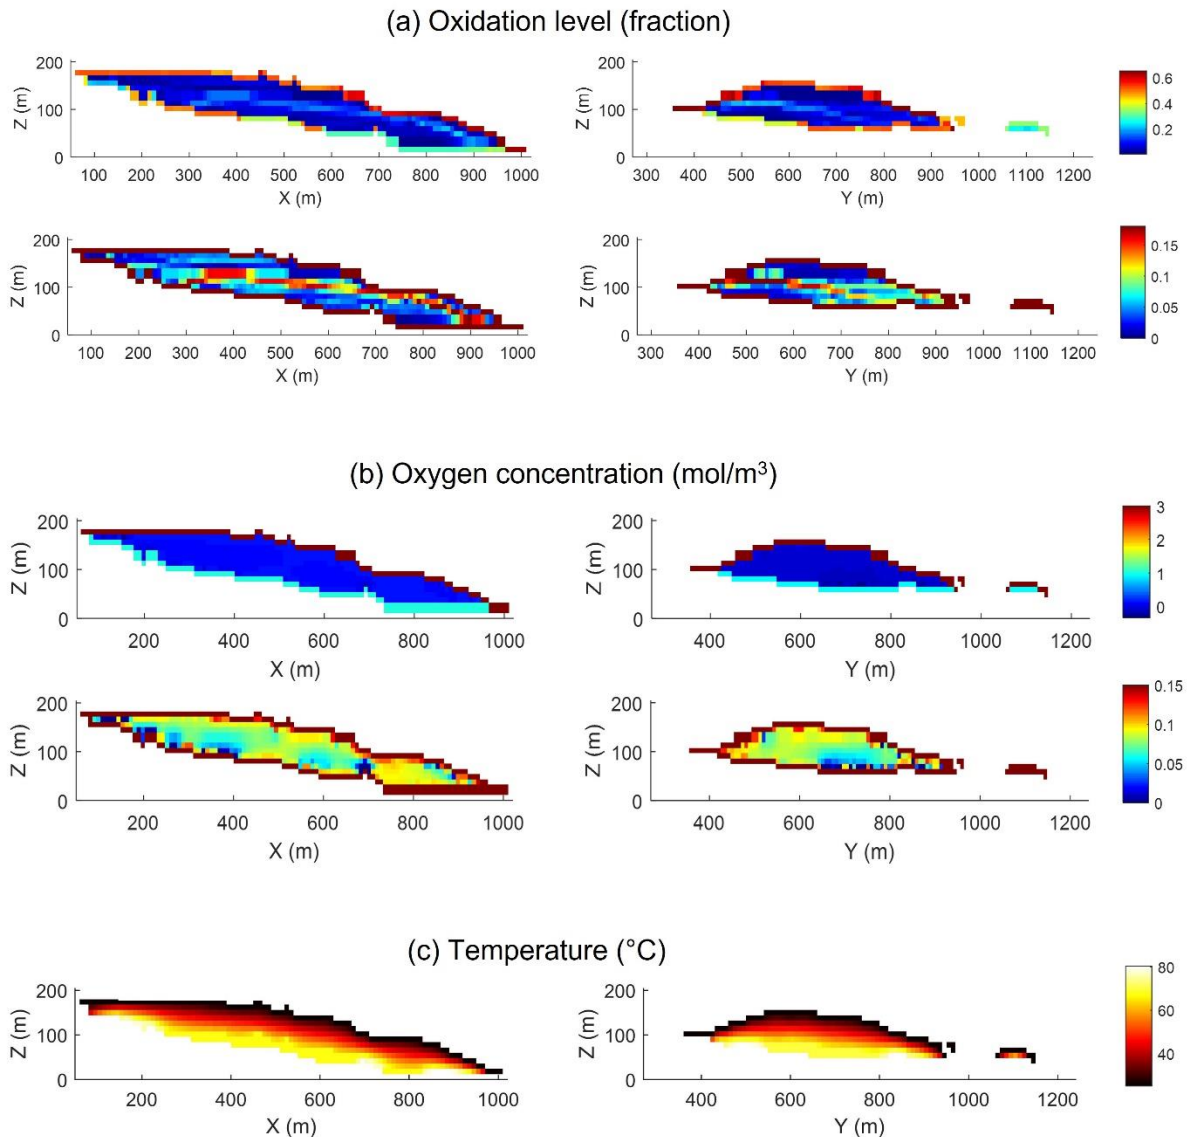 (a) Oxidation level (fraction)
200
100
0
Z (m)
100 200 300 400 500 600 700 800 900 1000
X (m)
200
100
0
Z (m)
300 400 500 600 700 800 900 1000 1100 1200
Y (m)
0.6
0.4
0.2
200
100
0
Z (m)
100 200 300 400 500 600 700 800 900 1000
X (m)
200
100
0
Z (m)
300 400 500 600 700 800 900 1000 1100 1200
Y (m)
0.15
0.1
0.05
0
(b) Oxygen concentration (mol/m³)
200
100
0
Z (m)
200 400 600 800 1000
X (m)
200
100
0
Z (m)
400 600 800 1000 1200
Y (m)
3
2
1
0
200
100
0
Z (m)
200 400 600 800 1000
X (m)
200
100
0
Z (m)
400 600 800 1000 1200
Y (m)
0.15
0.1
0.05
0
(c) Temperature (°C)
200
100
0
Z (m)
200 400 600 800 1000
X (m)
200
100
0
Z (m)
400 600 800 1000 1200
Y (m)
80
60
40